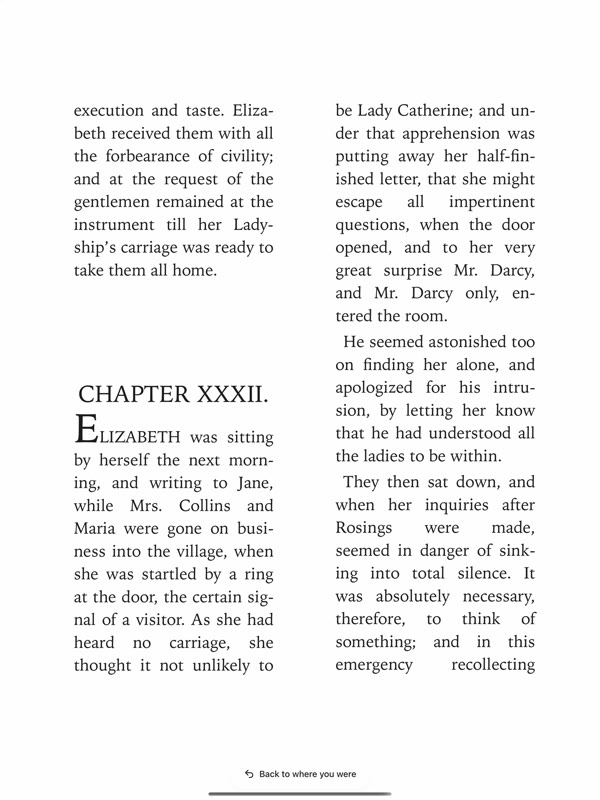 execution and taste. Eliza-
beth received them with all
the forbearance of civility;
and at the request of the
gentlemen remained at the
instrument till her Lady-
ship’s carriage was ready to
take them all home.
CHAPTER XXXII.
ELIZABETH was sitting
by herself the next morn-
ing, and writing to Jane,
while Mrs. Collins and
Maria were gone on busi-
ness into the village, when
she was startled by a ring
at the door, the certain sig-
nal of a visitor. As she had
heard no carriage, she
thought it not unlikely to
be Lady Catherine; and un-
der that apprehension was
putting away her half-fin-
ished letter, that she might
escape all impertinent
questions, when the door
opened, and to her very
great surprise Mr. Darcy,
and Mr. Darcy only, en-
tered the room.
He seemed astonished too
on finding her alone, and
apologized for his intru-
sion, by letting her know
that he had understood all
the ladies to be within.
They then sat down, and
when her inquiries after
Rosings were made,
seemed in danger of sink-
ing into total silence. It
was absolutely necessary,
therefore, to think of
something; and in this
emergency recollecting
Back to where you were